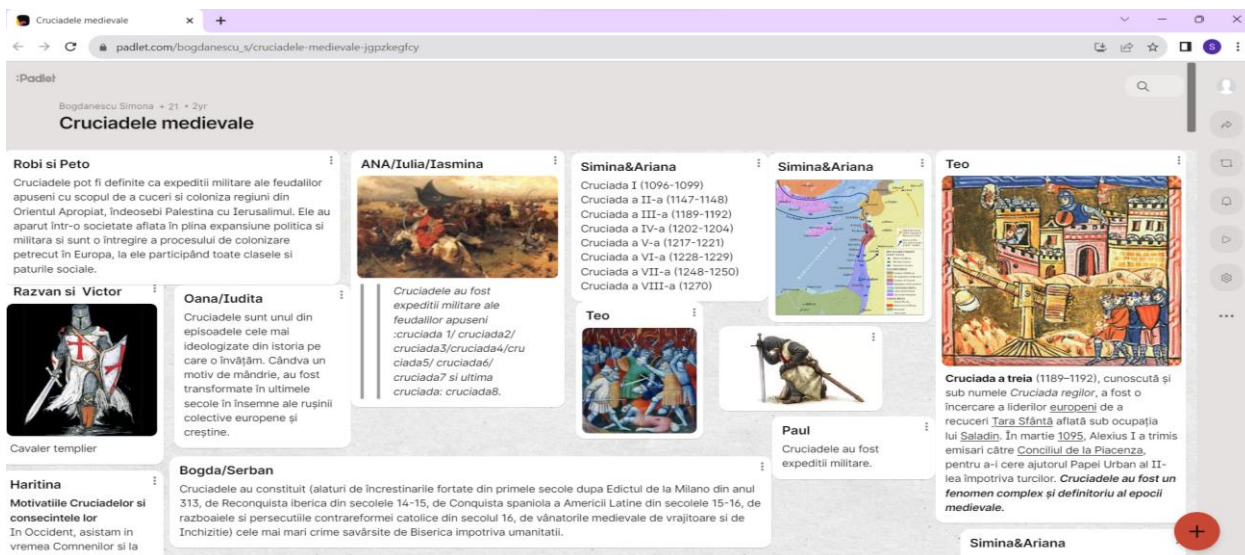 Cruciadele medievale
padlet.com/bogdanescu_s/cruciadele-medievale-jgpzkegfcy
S
:Padlet
Bogdanescu Simona + 21 • 2yr
Cruciadele medievale
Robi si Peto
Cruciadele pot fi definite ca expeditii militare ale feudalilor
apuseni cu scopul de a cuceri si coloniza regiuni din
Orientul Apropiat, îndeosebi Palestina cu Ierusalimul. Ele au
aparut într-o societate aflata în plina expansiune politica si
militara si sunt o întregire a procesului de colonizare
petrecut în Europa, la ele participând toate clasele si
paturile sociale.
Razvan si Victor
Cavaler templier
Haritina
Motivatiile Cruciadelor si
consecintele lor
In Occident, asistam in
vremea Comnenilor si la
Oana/Iudita
Cruciadele sunt unul din
episoadele cele mai
ideologizate din istoria pe
care o învățăm. Cândva un
motiv de mândrie, au fost
transformate în ultimele
secole în însemne ale rușinii
colective europene și
creștine.
ANA/Iulia/Iasmina
Cruciadele au fost
expeditii militare ale
feudalilor apuseni
:cruciada 1/ cruciada2/
cruciada3/cruciada4/cru
ciada5/ cruciada6/
cruciada7 si ultima
cruciada: cruciada8.
Bogda/Serban
Cruciadele au constituit (alaturi de încrestinarile fortate din primele secole dupa Edictul de la Milano din anul
313, de Reconquista iberica din secolele 14-15, de Conquista spaniola a Americii Latine din secolele 15-16, de
razboaiele si persecutiile contrareformei catolice din secolul 16, de vânatorile medievale de vrajitoare si de
Inchizitie) cele mai mari crime savârsite de Biserica impotriva umanitatii.
Simina&Ariana
Cruciada I (1096-1099)
Cruciada a II-a (1147-1148)
Cruciada a III-a (1189-1192)
Cruciada a IV-a (1202-1204)
Cruciada a V-a (1217-1221)
Cruciada a VI-a (1228-1229)
Cruciada a VII-a (1248-1250)
Cruciada a VIII-a (1270)
Teo
Simina&Ariana
Paul
Cruciadele au fost
expeditii militare.
Teo
Cruciada a treia (1189–1192), cunoscută și
sub numele Cruciada regilor, a fost o
încercare a liderilor europeni de a
recuceri Țara Sfântă aflată sub ocupația
lui Saladin. În martie 1095, Alexius I a trimis
emisari către Conciliul de la Piacenza,
pentru a-i cere ajutorul Papei Urban al II-
lea împotriva turcilor. Cruciadele au fost un
fenomen complex și definitoriu al epocii
medievale.
Simina&Ariana